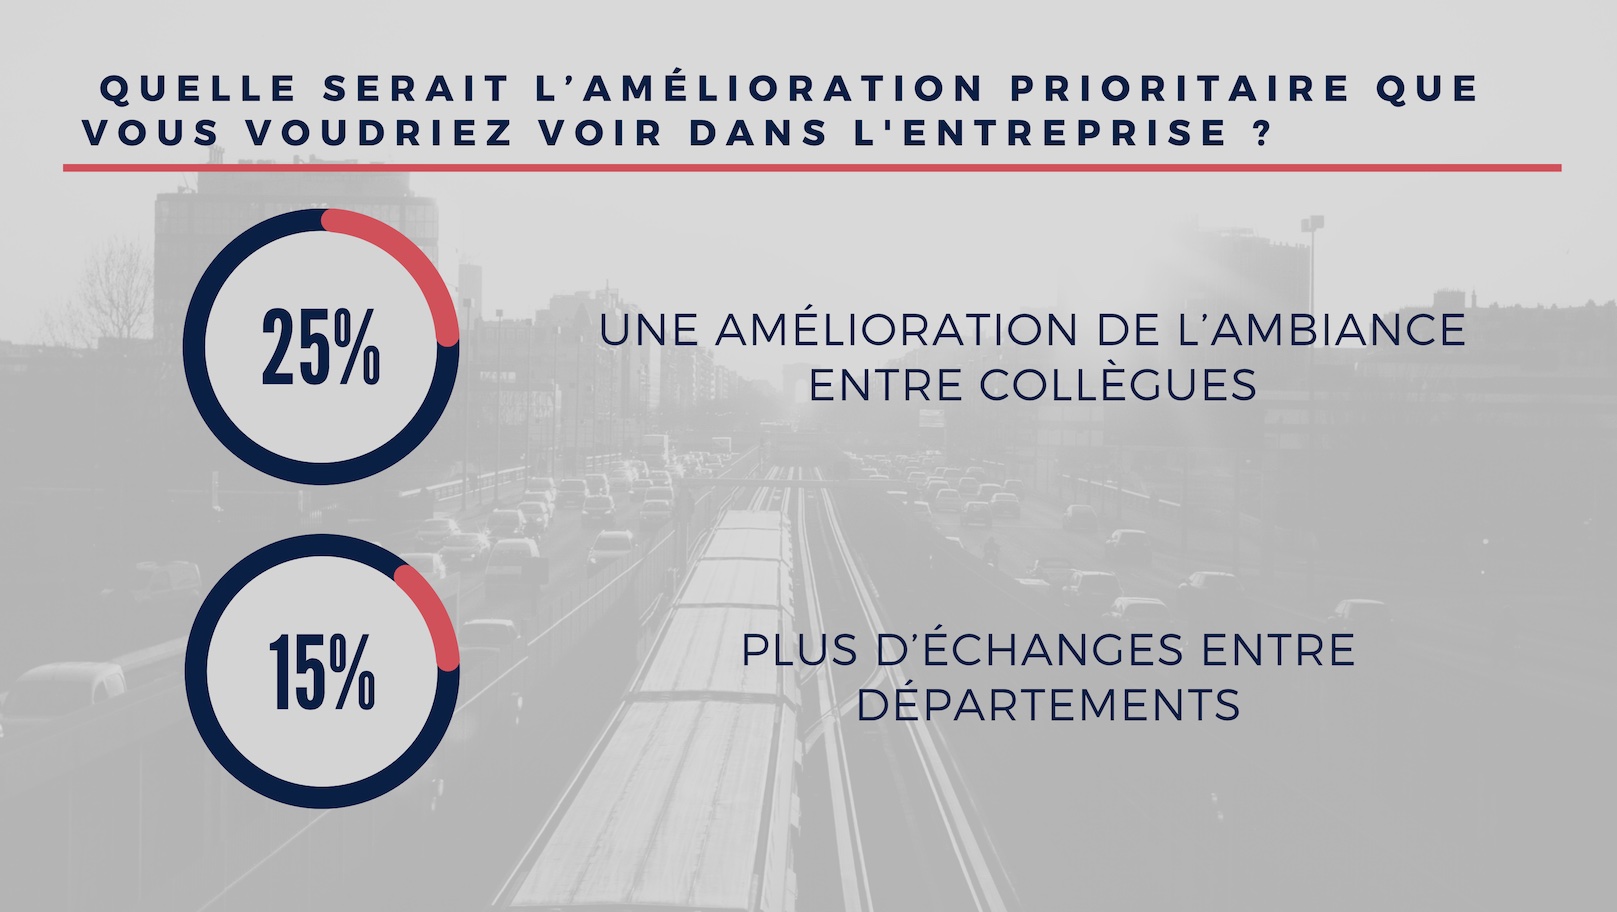 QUELLE SERAIT L’AMÉLIORATION PRIORITAIRE QUE
VOUS VOUDRIEZ VOIR DANS L'ENTREPRISE ?
25%
UNE AMÉLIORATION DE L’AMBIANCE
ENTRE COLLÈGUES
15%
PLUS D’ÉCHANGES ENTRE
DÉPARTEMENTS